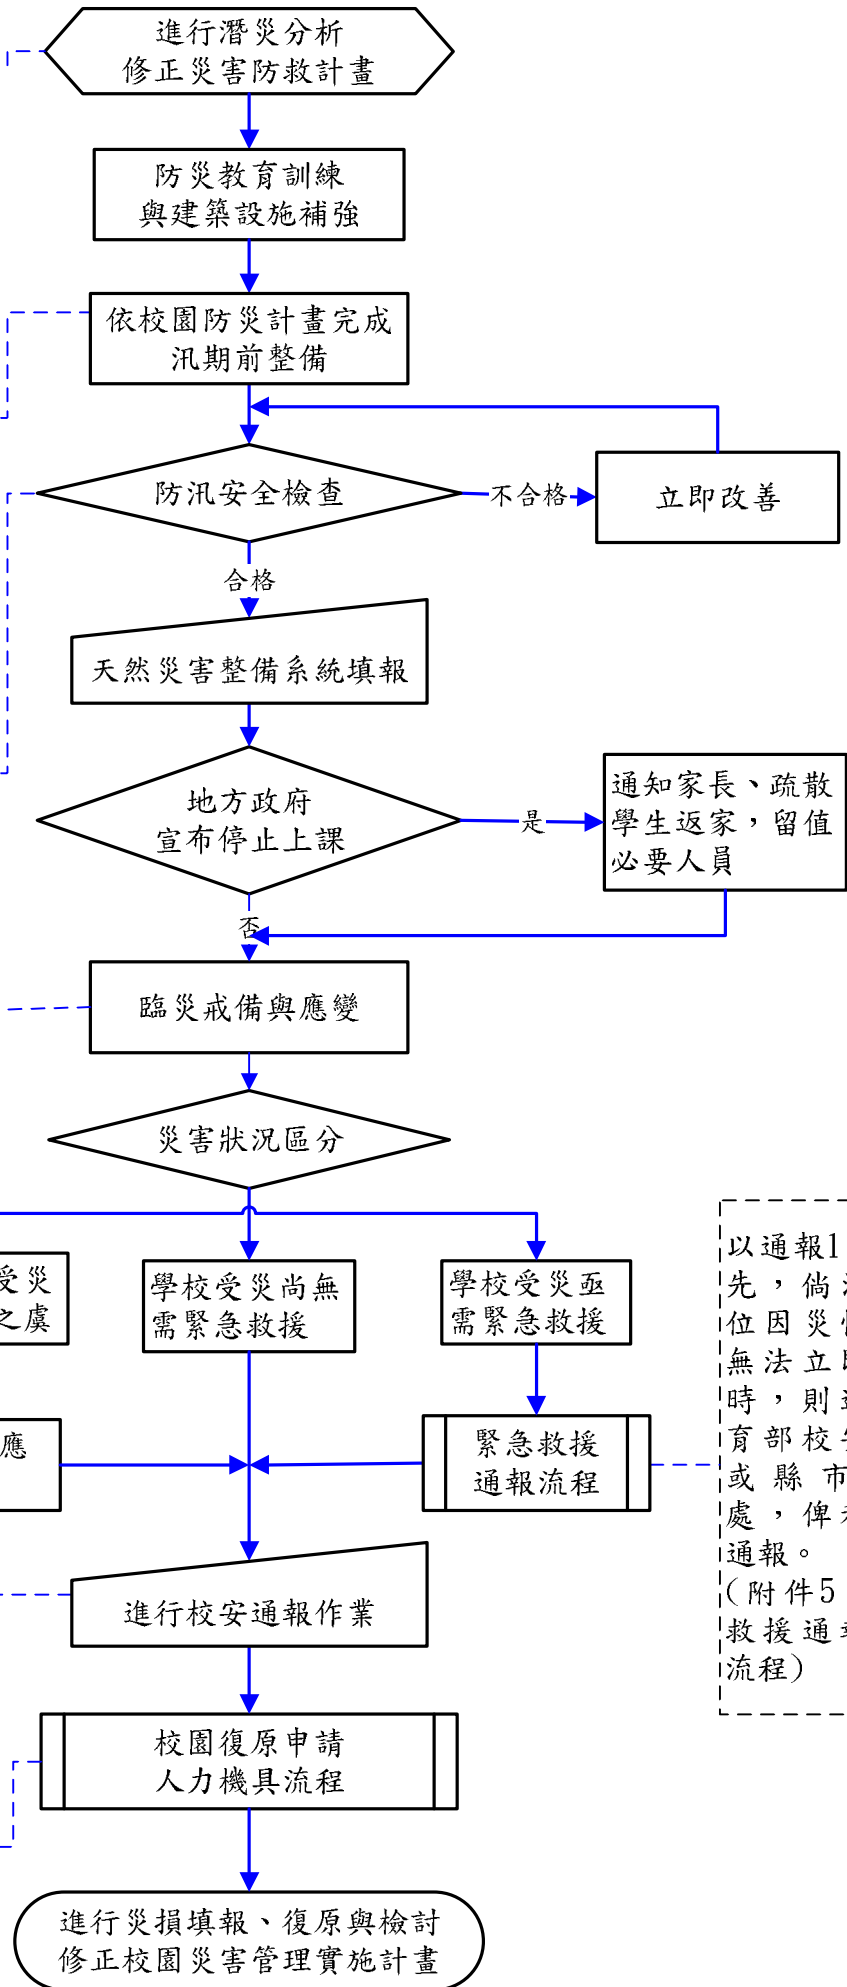 進行潛災分析
修正災害防救計畫
防災教育訓練
與建築設施補強
依校園防災計畫完成
汛期前整備
防汛安全檢查
不合格
立即改善
合格
天然災害整備系統填報
地方政府
宣布停止上課
是
通知家長、疏散
學生返家，留值
必要人員
否
臨災戒備與應變
災害狀況區分
受災
之虞
學校受災尚無
需緊急救援
學校受災亟
需緊急救援
應
緊急救援
通報流程
以通報1
先，倘
位因災
無法立
時，則
育部校
或縣市
處，俾
通報。
(附件5
救援通
流程)
進行校安通報作業
校園復原申請
人力機具流程
進行災損填報、復原與檢討
修正校園災害管理實施計畫